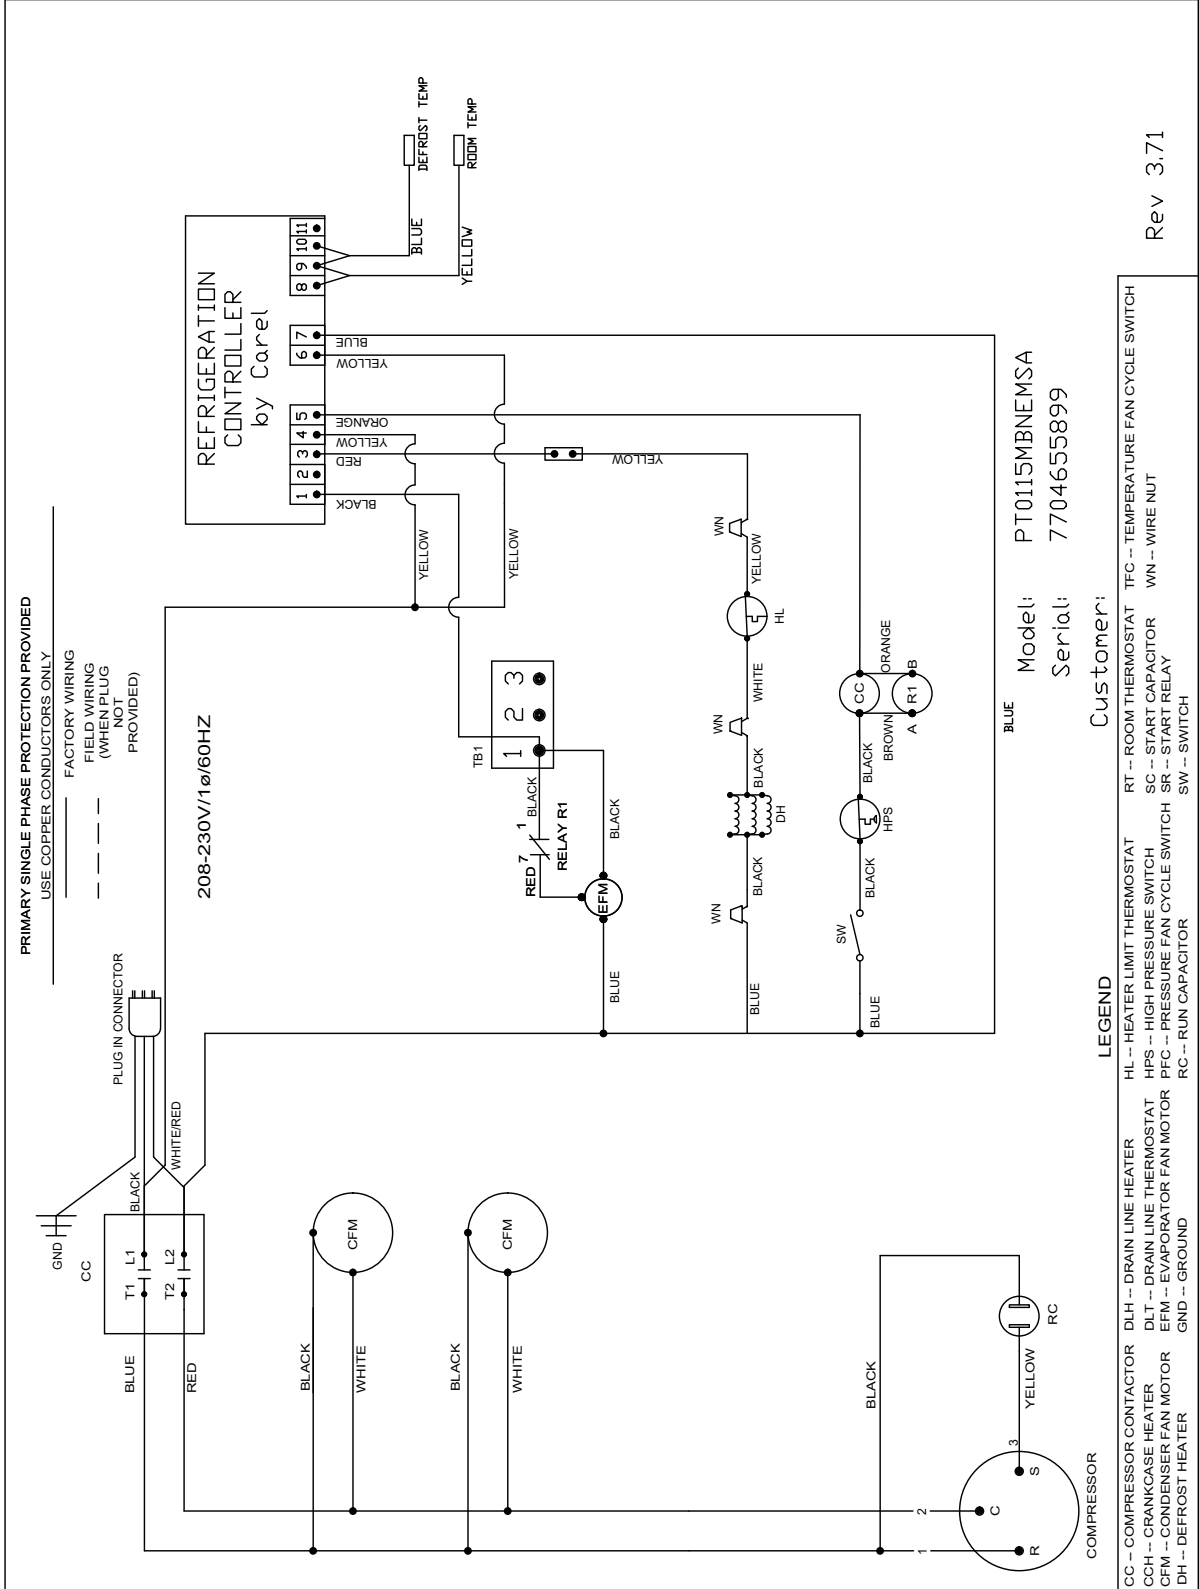 PRIMARY SINGLE PHASE PROTECTION PROVIDED
USE COPPER CONDUCTORS ONLY
FACTORY WIRING
FIELD WIRING
(WHEN PLUG
NOT
PROVIDED)
208-230V/1ø/60HZ
PLUG IN CONNECTOR
GND
CC
BLACK
WHITE/RED
T1
L1
T2
L2
BLUE
RED
REFRIGERATION
CONTROLLER
by Carel
1
2
3
4
5
6
7
8
9
10
11
BLACK
RED
YELLOW
ORANGE
YELLOW
BLUE
BLUE
DEFROST TEMP
YELLOW
ROOM TEMP
YELLOW
YELLOW
YELLOW
TB1
1
2
3
BLACK
1
RED 7
RELAY R1
BLACK
EFM
BLUE
BLACK
CFM
WHITE
BLACK
CFM
WHITE
WN
YELLOW
HL
WHITE
WN
BLACK
DH
BLACK
WN
BLUE
ORANGE
CC
B
R1
A
BROWN
BLACK
HPS
BLACK
SW
BLUE
BLUE
BLACK
RC
YELLOW
3
S
2
C
1
R
COMPRESSOR
Model:
PT0115MBNEMSA
Serial:
7704655899
Customer:
Rev 3.71
LEGEND
CC -- COMPRESSOR CONTACTOR
CCH -- CRANKCASE HEATER
CFM -- CONDENSER FAN MOTOR
DH -- DEFROST HEATER
DLH -- DRAIN LINE HEATER
DLT -- DRAIN LINE THERMOSTAT
EFM -- EVAPORATOR FAN MOTOR
GND -- GROUND
HL -- HEATER LIMIT THERMOSTAT
HPS -- HIGH PRESSURE SWITCH
PFC -- PRESSURE FAN CYCLE SWITCH
RC -- RUN CAPACITOR
RT -- ROOM THERMOSTAT
SC -- START CAPACITOR
SR -- START RELAY
SW -- SWITCH
TFC -- TEMPERATURE FAN CYCLE SWITCH
WN -- WIRE NUT